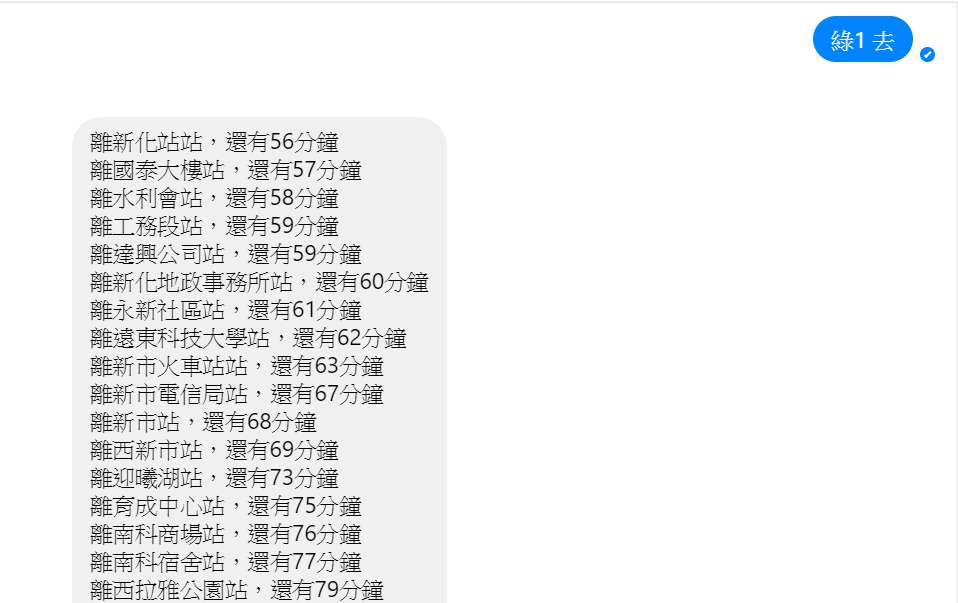 綠1 去
離新化站站，還有56分鐘
離國泰大樓站，還有57分鐘
離水利會站，還有58分鐘
離工務段站，還有59分鐘
離達興公司站，還有59分鐘
離新化地政事務所站，還有60分鐘
離永新社區站，還有61分鐘
離遠東科技大學站，還有62分鐘
離新市火車站站，還有63分鐘
離新市電信局站，還有67分鐘
離新市站，還有68分鐘
離西新市站，還有69分鐘
離迎曦湖站，還有73分鐘
離育成中心站，還有75分鐘
離南科商場站，還有76分鐘
離南科宿舍站，還有77分鐘
離西拉雅公園站，還有79分鐘